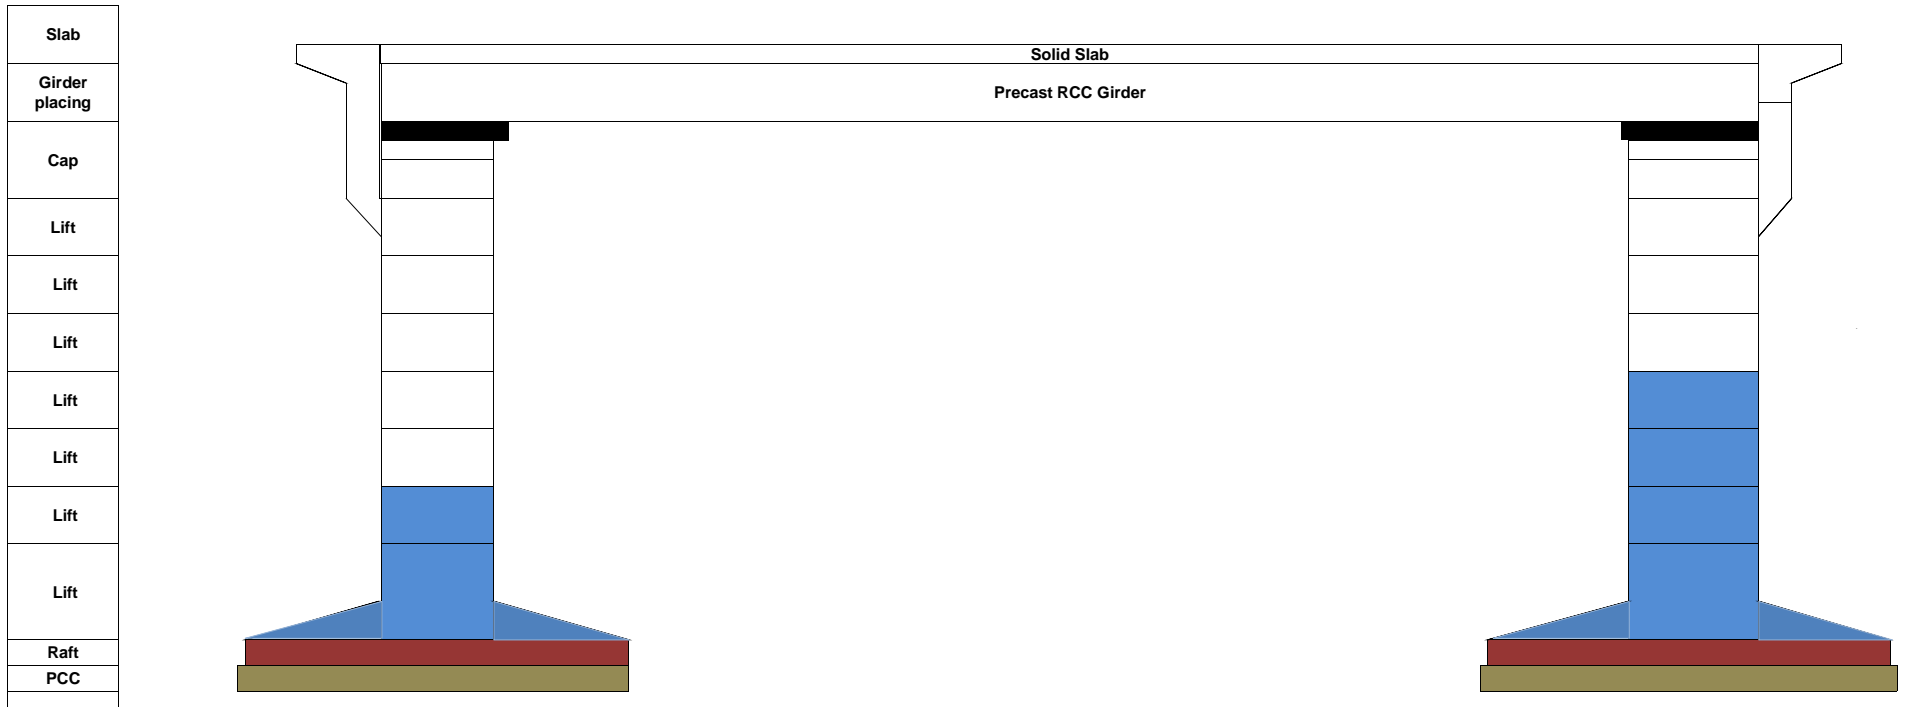 Slab
Girder
placing
Cap
Lift
Lift
Lift
Lift
Lift
Lift
Lift
Raft
PCC
Solid Slab
Precast RCC Girder